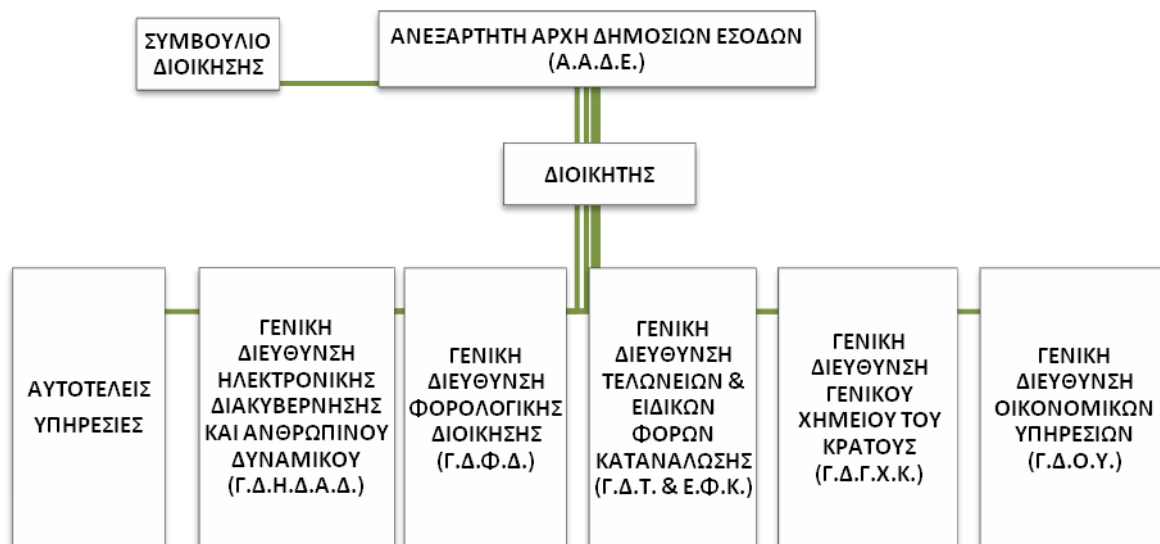 ΣΥΜΒΟΥΛΙΟ
ΔΙΟΙΚΗΣΗΣ
ΑΝΕΞΑΡΤΗΤΗ ΑΡΧΗ ΔΗΜΟΣΙΩΝ ΕΣΟΔΩΝ
(Α.Α.Δ.Ε.)
ΔΙΟΙΚΗΤΗΣ
ΑΥΤΟΤΕΛΕΙΣ
ΥΠΗΡΕΣΙΕΣ
ΓΕΝΙΚΗ
ΔΙΕΥΘΥΝΣΗ
ΗΛΕΚΤΡΟΝΙΚΗΣ
ΔΙΑΚΥΒΕΡΝΗΣΗΣ
ΚΑΙ ΑΝΘΡΩΠΙΝΟΥ
ΔΥΝΑΜΙΚΟΥ
(Γ.Δ.Η.Δ.Α.Δ.)
ΓΕΝΙΚΗ
ΔΙΕΥΘΥΝΣΗ
ΦΟΡΟΛΟΓΙΚΗΣ
ΔΙΟΙΚΗΣΗΣ
(Γ.Δ.Φ.Δ.)
ΓΕΝΙΚΗ
ΔΙΕΥΘΥΝΣΗ
ΤΕΛΩΝΕΙΩΝ &
ΕΙΔΙΚΩΝ
ΦΟΡΩΝ
ΚΑΤΑΝΑΛΩΣΗΣ
(Γ.Δ.Τ. & Ε.Φ.Κ.)
ΓΕΝΙΚΗ
ΔΙΕΥΘΥΝΣΗ
ΓΕΝΙΚΟΥ
ΧΗΜΕΙΟΥ ΤΟΥ
ΚΡΑΤΟΥΣ
(Γ.Δ.Γ.Χ.Κ.)
ΓΕΝΙΚΗ
ΔΙΕΥΘΥΝΣΗ
ΟΙΚΟΝΟΜΙΚΩΝ
ΥΠΗΡΕΣΙΩΝ
(Γ.Δ.Ο.Υ.)